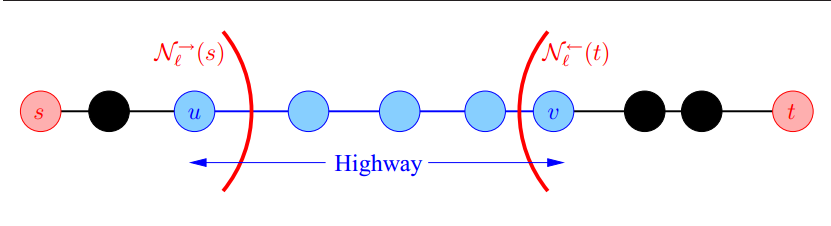 𝒩ℓ→(s) 𝒩ℓ←(t)
s u v t
Highway